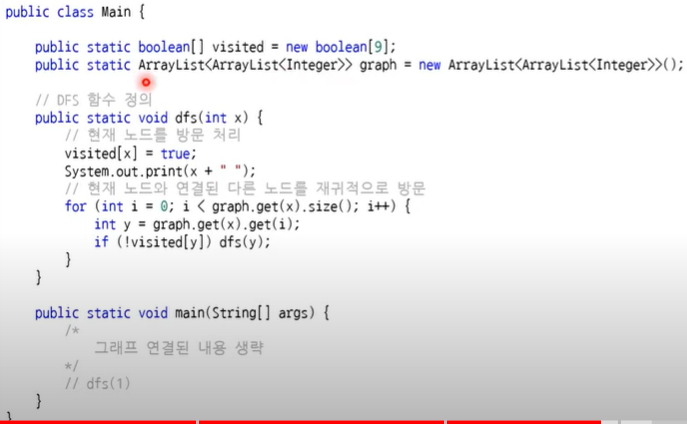 public class Main {
public static boolean[] visited = new boolean[9];
public static ArrayList<ArrayList<Integer>> graph = new ArrayList<ArrayList<Integer>>();
// DFS 함수 정의
public static void dfs(int x) {
// 현재 노드를 방문 처리
visited[x] = true;
System.out.print(x + " ");
// 현재 노드와 연결된 다른 노드를 재귀적으로 방문
for (int i = 0; i < graph.get(x).size(); i++) {
int y = graph.get(x).get(i);
if (!visited[y]) dfs(y);
}
}
public static void main(String[] args) {
/*
그래프 연결된 내용 생략
*/
// dfs(1)
}
}